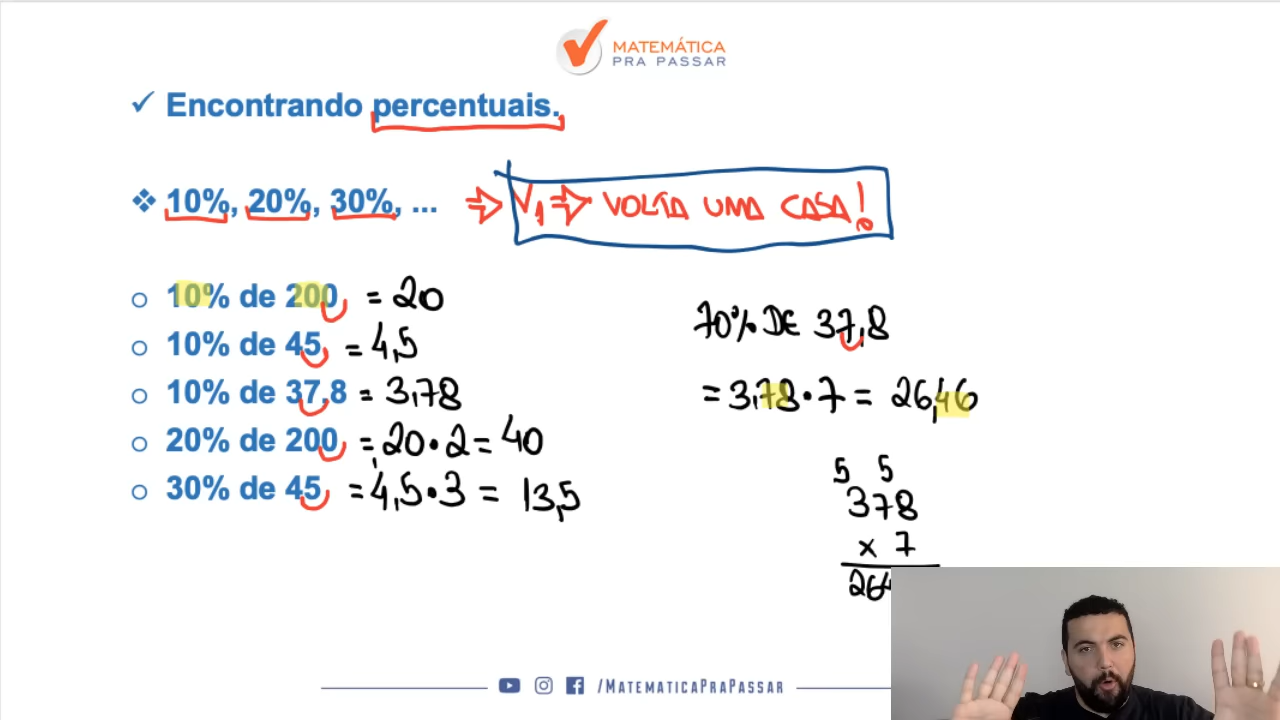 MATEMÁTICA
PRA PASSAR
✓ Encontrando percentuais.
❖ 10%, 20%, 30%, ... ⇒ V₁ ⇒ VOLTA UMA CASA!
○ 10% de 200 = 20
○ 10% de 45 = 4,5
○ 10% de 37,8 = 3,78
○ 20% de 200 = 20•2 = 40
○ 30% de 45 = 4,5•3 = 13,5
70% DE 37,8
= 3,78•7 = 26,46
5 5
378
x 7
264
/MatematicaPraPassar